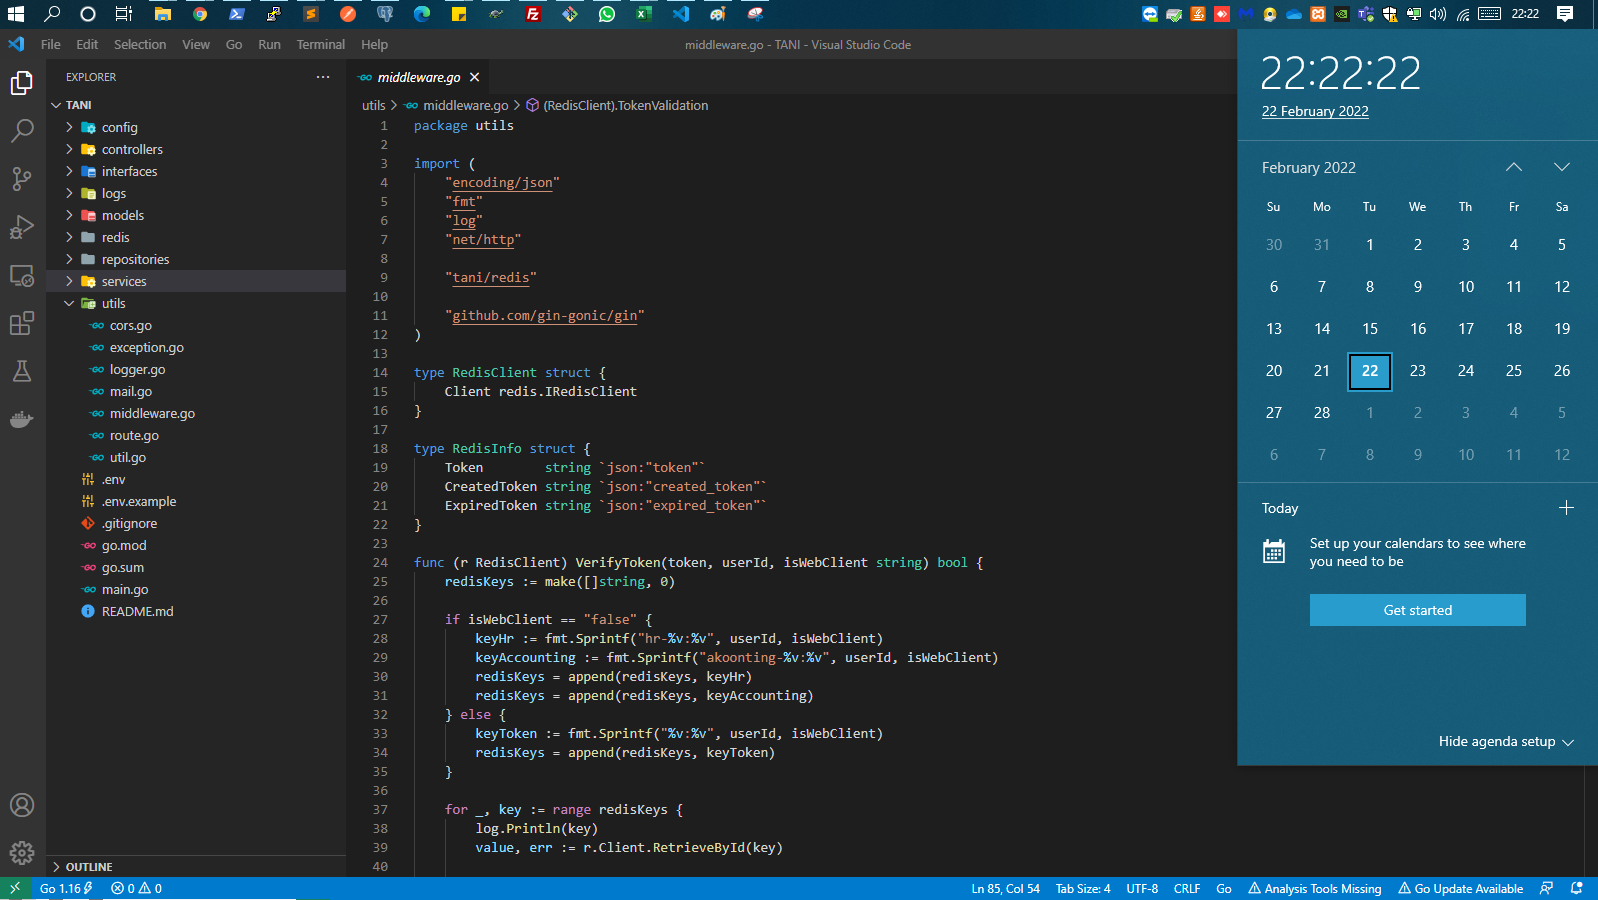 22:22
File Edit Selection View Go Run Terminal Help
middleware.go - TANI - Visual Studio Code
EXPLORER
TANI
config
controllers
interfaces
logs
models
redis
repositories
services
utils
cors.go
exception.go
logger.go
mail.go
middleware.go
route.go
util.go
.env
.env.example
.gitignore
go.mod
go.sum
main.go
README.md
OUTLINE
middleware.go
utils > middleware.go > (RedisClient).TokenValidation
1 package utils
2
3 import (
4 "encoding/json"
5 "fmt"
6 "log"
7 "net/http"
8
9 "tani/redis"
10
11 "github.com/gin-gonic/gin"
12 )
13
14 type RedisClient struct {
15 Client redis.IRedisClient
16 }
17
18 type RedisInfo struct {
19 Token string `json:"token"`
20 CreatedToken string `json:"created_token"`
21 ExpiredToken string `json:"expired_token"`
22 }
23
24 func (r RedisClient) VerifyToken(token, userId, isWebClient string) bool {
25 redisKeys := make([]string, 0)
26
27 if isWebClient == "false" {
28 keyHr := fmt.Sprintf("hr-%v:%v", userId, isWebClient)
29 keyAccounting := fmt.Sprintf("akoonting-%v:%v", userId, isWebClient)
30 redisKeys = append(redisKeys, keyHr)
31 redisKeys = append(redisKeys, keyAccounting)
32 } else {
33 keyToken := fmt.Sprintf("%v:%v", userId, isWebClient)
34 redisKeys = append(redisKeys, keyToken)
35 }
36
37 for _, key := range redisKeys {
38 log.Println(key)
39 value, err := r.Client.RetrieveById(key)
40
22:22:22
22 February 2022
February 2022
Su Mo Tu We Th Fr Sa
30 31 1 2 3 4 5
6 7 8 9 10 11 12
13 14 15 16 17 18 19
20 21 22 23 24 25 26
27 28 1 2 3 4 5
6 7 8 9 10 11 12
Today
Set up your calendars to see where
you need to be
Get started
Hide agenda setup
Go 1.16 0 0 Ln 85, Col 54 Tab Size: 4 UTF-8 CRLF Go Analysis Tools Missing Go Update Available